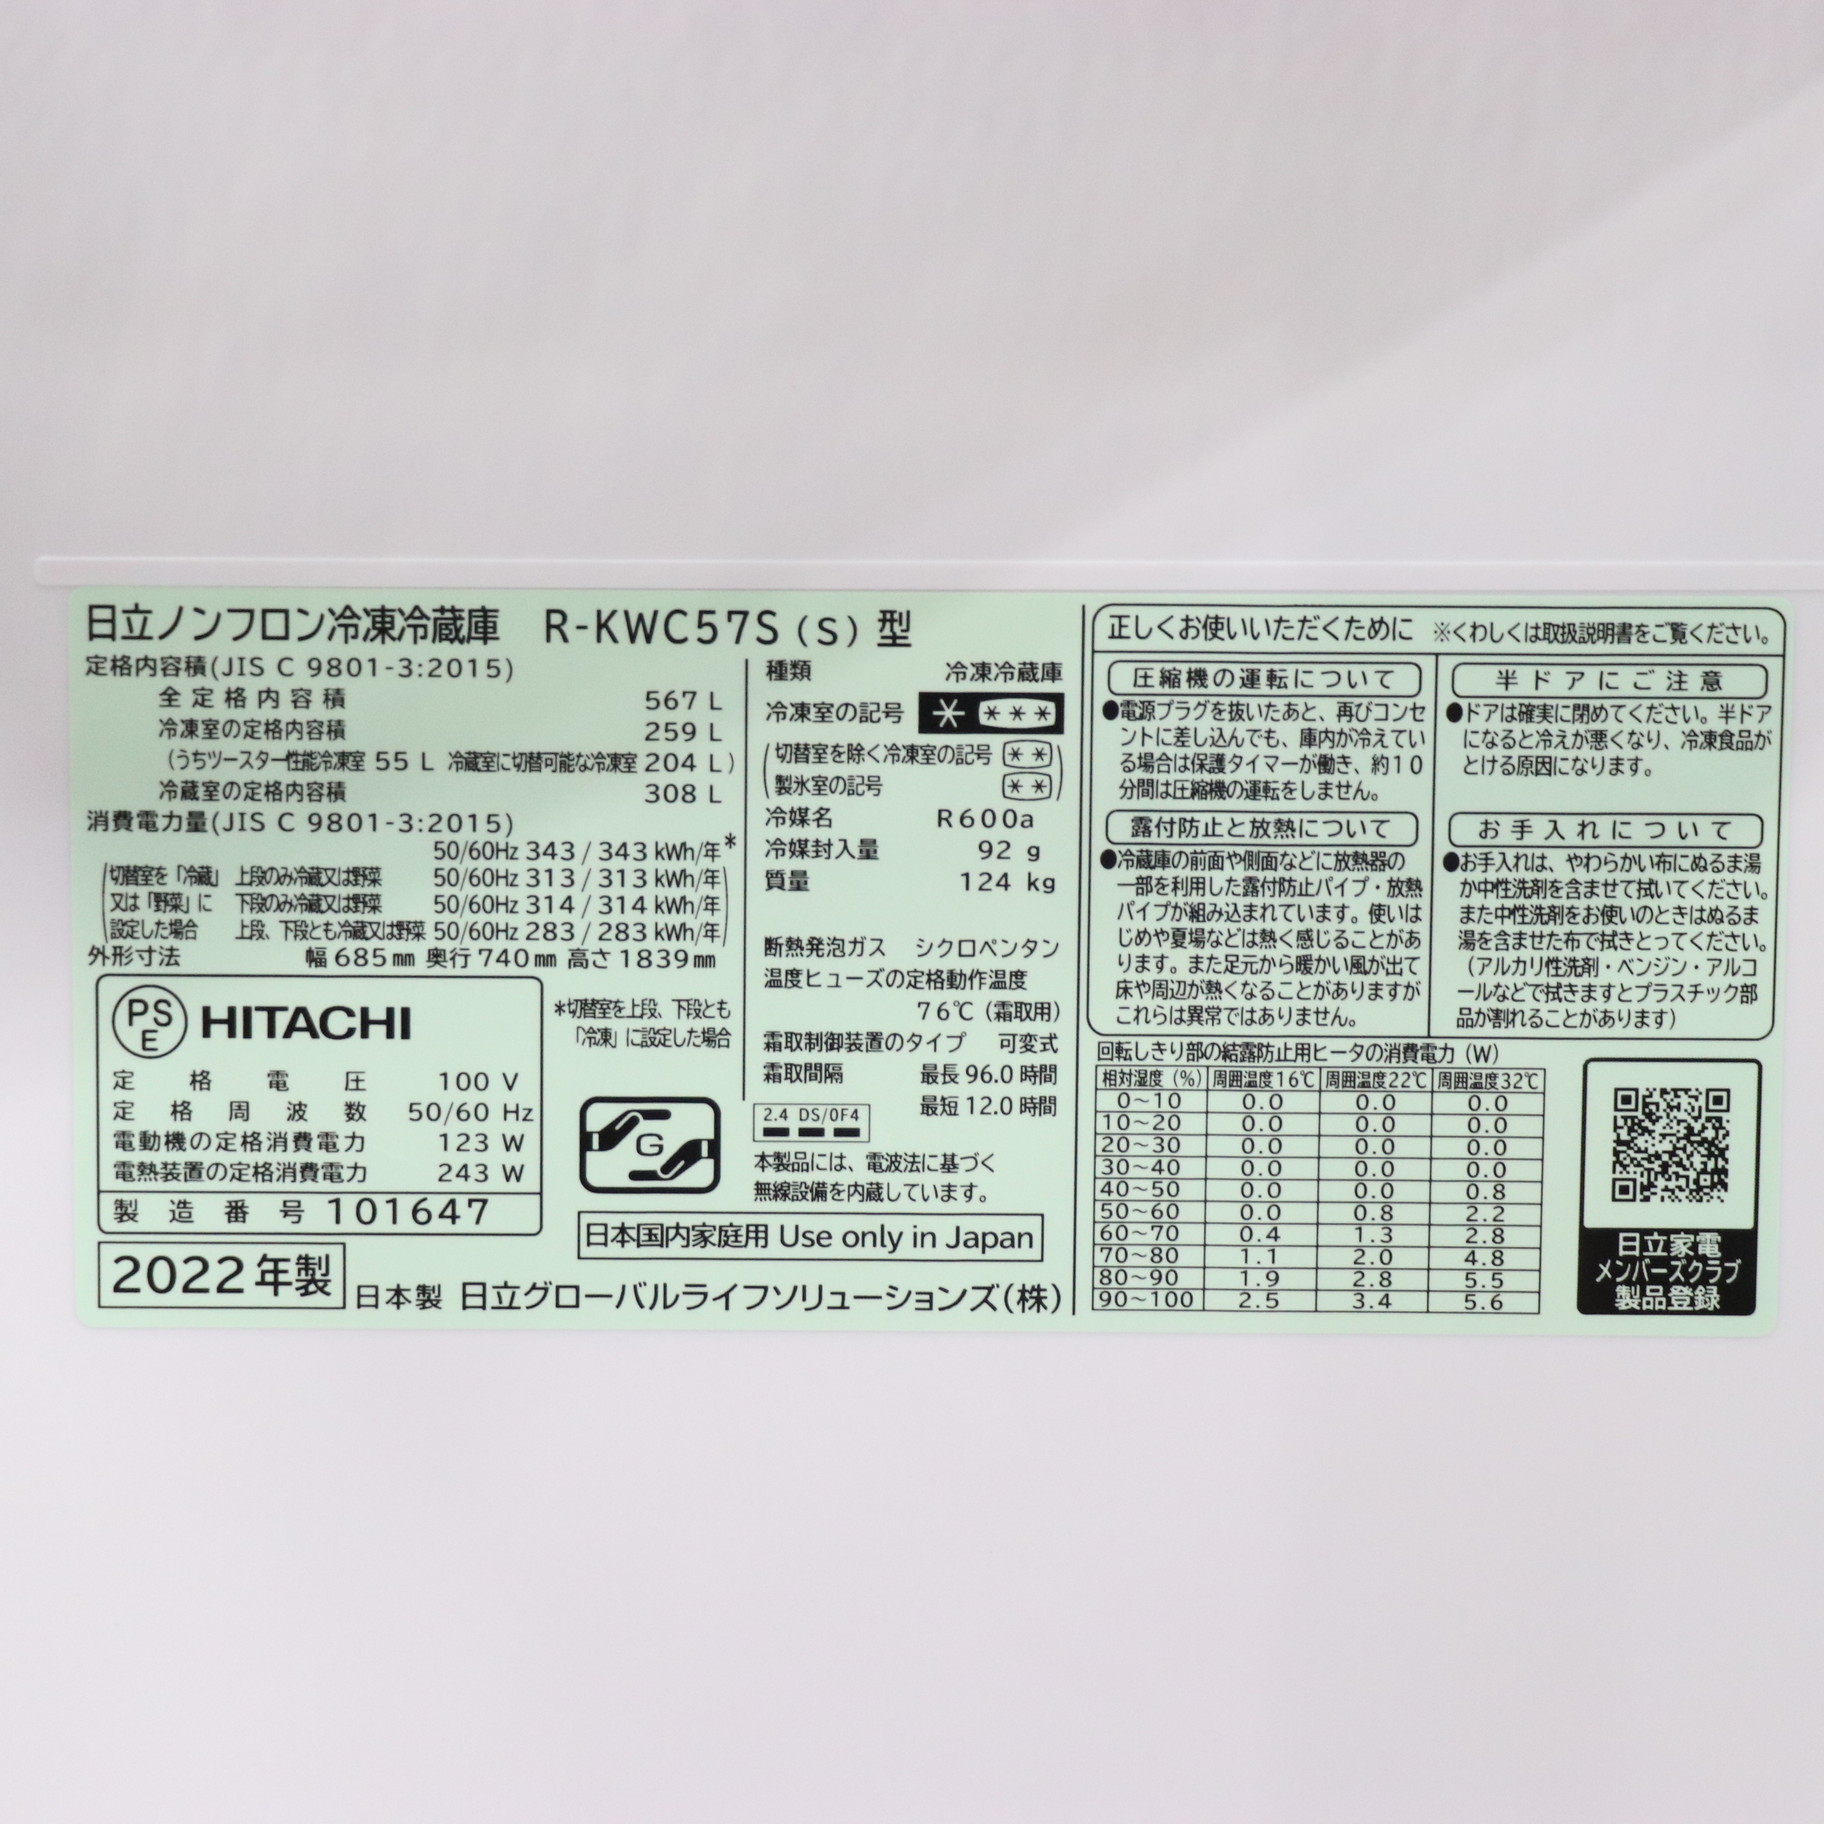 日立ノンフロン冷凍冷蔵庫 R-KWC57S (S) 型
定格内容積(JIS C 9801-3:2015)
全定格内容積 567 L
冷凍室の定格内容積 259 L
(うちツースター性能冷凍室 55 L 冷蔵室に切替可能な冷凍室 204 L)
冷蔵室の定格内容積 308 L
消費電力量(JIS C 9801-3:2015)
50/60Hz 343 / 343 kWh/年*
切替室を「冷蔵」 上段のみ冷蔵又は野菜 50/60Hz 313 / 313 kWh/年
又は「野菜」に 下段のみ冷蔵又は野菜 50/60Hz 314 / 314 kWh/年
設定した場合 上段、下段とも冷蔵又は野菜 50/60Hz 283 / 283 kWh/年
外形寸法 幅 685㎜ 奥行 740㎜ 高さ 1839㎜
PS
E
HITACHI
定格電圧 100 V
定格周波数 50/60 Hz
電動機の定格消費電力 123 W
電熱装置の定格消費電力 243 W
製造番号 101647
2022年製
*切替室を上段、下段とも
「冷凍」に設定した場合
G
日本国内家庭用 Use only in Japan
日本製 日立グローバルライフソリューションズ(株)
種類 冷凍冷蔵庫
冷凍室の記号 * ***
(切替室を除く冷凍室の記号 **
製氷室の記号 **)
冷媒名 R600a
冷媒封入量 92 g
質量 124 kg
断熱発泡ガス シクロペンタン
温度ヒューズの定格動作温度
76℃ (霜取用)
霜取制御装置のタイプ 可変式
霜取間隔 最長 96.0 時間
最短 12.0 時間
2.4 DS/OF4
本製品には、電波法に基づく
無線設備を内蔵しています。
正しくお使いいただくために ※くわしくは取扱説明書をご覧ください。
圧縮機の運転について
●電源プラグを抜いたあと、再びコンセ
ントに差し込んでも、庫内が冷えてい
る場合は保護タイマーが働き、約10
分間は圧縮機の運転をしません。
露付防止と放熱について
●冷蔵庫の前面や側面などに放熱器の
一部を利用した露付防止パイプ・放熱
パイプが組み込まれています。使いは
じめや夏場などは熱く感じることがあ
ります。また足元から暖かい風が出て
床や周辺が熱くなることがありますが
これらは異常ではありません。
半ドアにご注意
●ドアは確実に閉めてください。半ドア
になると冷えが悪くなり、冷凍食品が
とける原因になります。
お手入れについて
●お手入れは、やわらかい布にぬるま湯
か中性洗剤を含ませて拭いてください。
また中性洗剤をお使いのときはぬるま
湯を含ませた布で拭きとってください。
(アルカリ性洗剤・ベンジン・アルコ
ールなどで拭きますとプラスチック部
品が割れることがあります)
回転しきり部の結露防止用ヒータの消費電力 (W)
相対湿度 (%) 周囲温度16℃ 周囲温度22℃ 周囲温度32℃
0~10 0.0 0.0 0.0
10~20 0.0 0.0 0.0
20~30 0.0 0.0 0.0
30~40 0.0 0.0 0.0
40~50 0.0 0.0 0.8
50~60 0.0 0.8 2.2
60~70 0.4 1.3 2.8
70~80 1.1 2.0 4.8
80~90 1.9 2.8 5.5
90~100 2.5 3.4 5.6
日立家電
メンバーズクラブ
製品登録